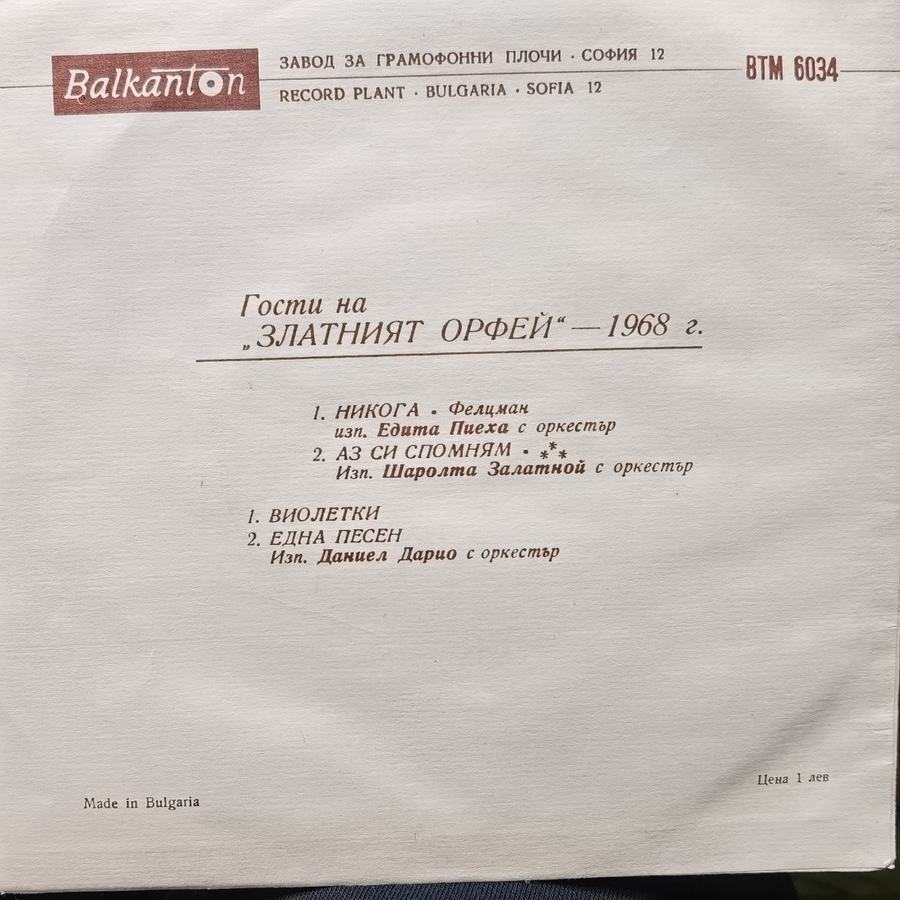 Balkanton
ЗАВОД ЗА ГРАМОФОННИ ПЛОЧИ · СОФИЯ 12
RECORD PLANT · BULGARIA · SOFIA 12
ВТМ 6034
Гости на
„ЗЛАТНИЯТ ОРФЕЙ“ — 1968 г.
1. НИКОГА • Фелцман
изп. Едита Пиеха с оркестър
2. АЗ СИ СПОМНЯМ • ***
Изп. Шаролта Залатной с оркестър
1. ВИОЛЕТКИ
2. ЕДНА ПЕСЕН
Изп. Даниел Дарио с оркестър
Цена 1 лев
Made in Bulgaria